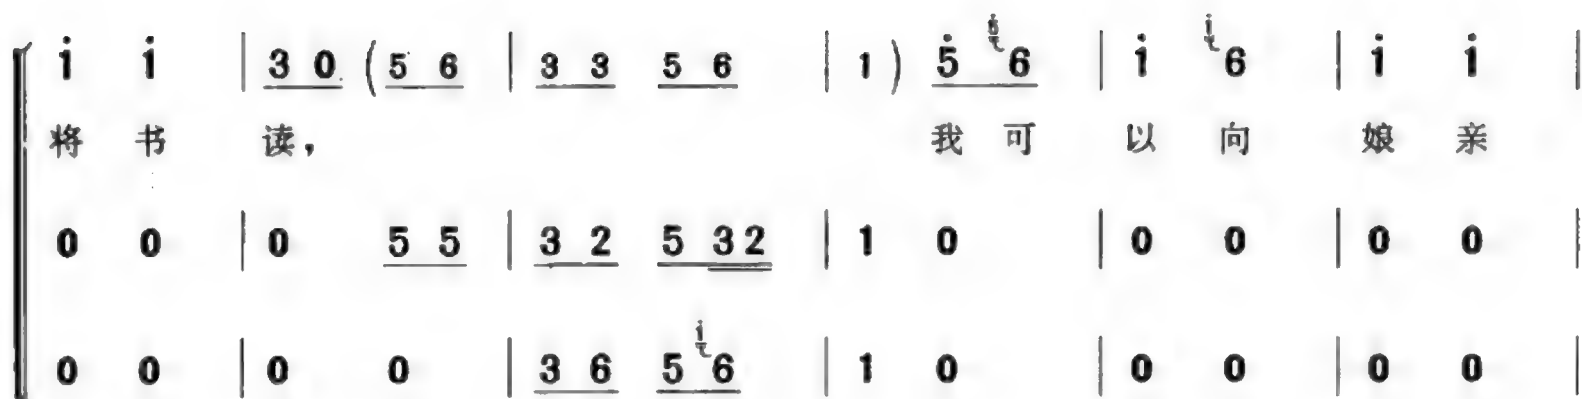 i̇ i̇ | 3 0 (5 6 | 3 3 5 6 | 1) 5̇ 6 | i̇ 6 | i̇ i̇ |
将 书 读， 我 可 以 向 娘 亲
0 0 | 0 5 5 | 3 2 5 32 | 1 0 | 0 0 | 0 0 |
0 0 | 0 0 | 3 6 5 6 | 1 0 | 0 0 | 0 0 |